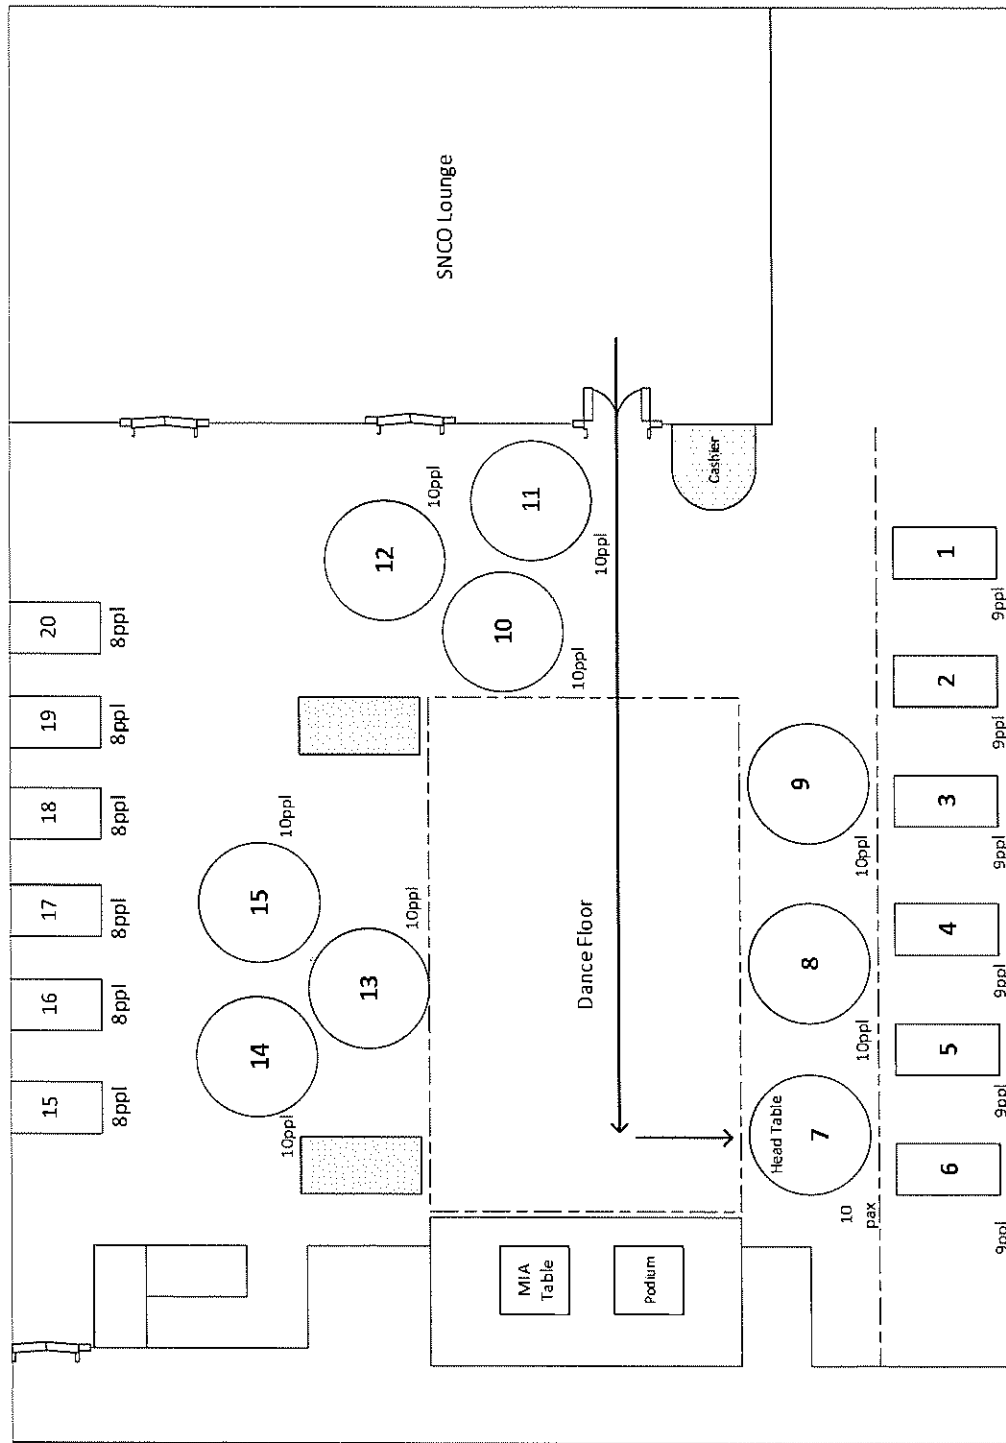 SNCO Lounge
20
8ppl
19
8ppl
18
8ppl
17
8ppl
16
8ppl
15
8ppl
12
10ppl
11
10ppl
10
10ppl
15
10ppl
13
10ppl
14
10ppl
Dance Floor
Cashier
MIA
Table
Podium
9
10ppl
8
10ppl
Head Table
7
10
pax
1
9ppl
2
9ppl
3
9ppl
4
9ppl
5
9ppl
6
9ppl